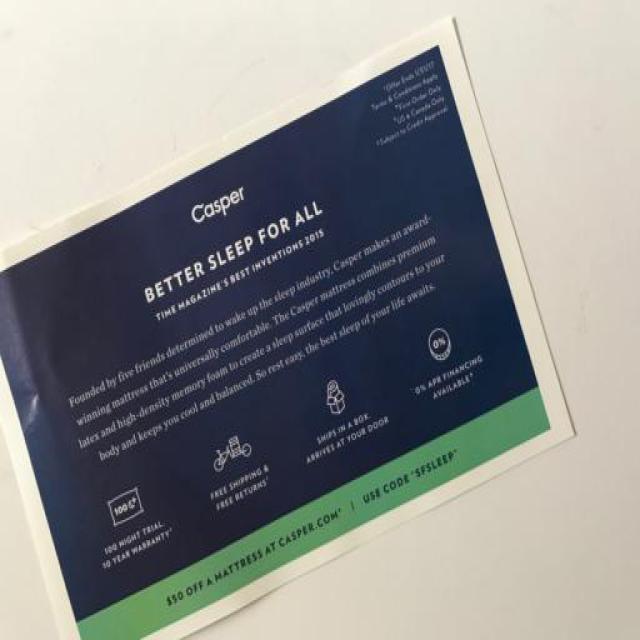 *Offer Ends 1/31/17
Terms & Conditions Apply
*First Order Only
*US & Canada Only
†Subject to Credit Approval
Casper
BETTER SLEEP FOR ALL
TIME MAGAZINE'S BEST INVENTIONS 2015
Founded by five friends determined to wake up the sleep industry, Casper makes an award-
winning mattress that's universally comfortable. The Casper mattress combines premium
latex and high-density memory foam to create a sleep surface that lovingly contours to your
body and keeps you cool and balanced. So rest easy, the best sleep of your life awaits.
100
100 NIGHT TRIAL
10 YEAR WARRANTY*
FREE SHIPPING &
FREE RETURNS*
SHIPS IN A BOX
ARRIVES AT YOUR DOOR
0%
0% APR FINANCING
AVAILABLE†
$50 OFF A MATTRESS AT CASPER.COM* | USE CODE "SFSLEEP"